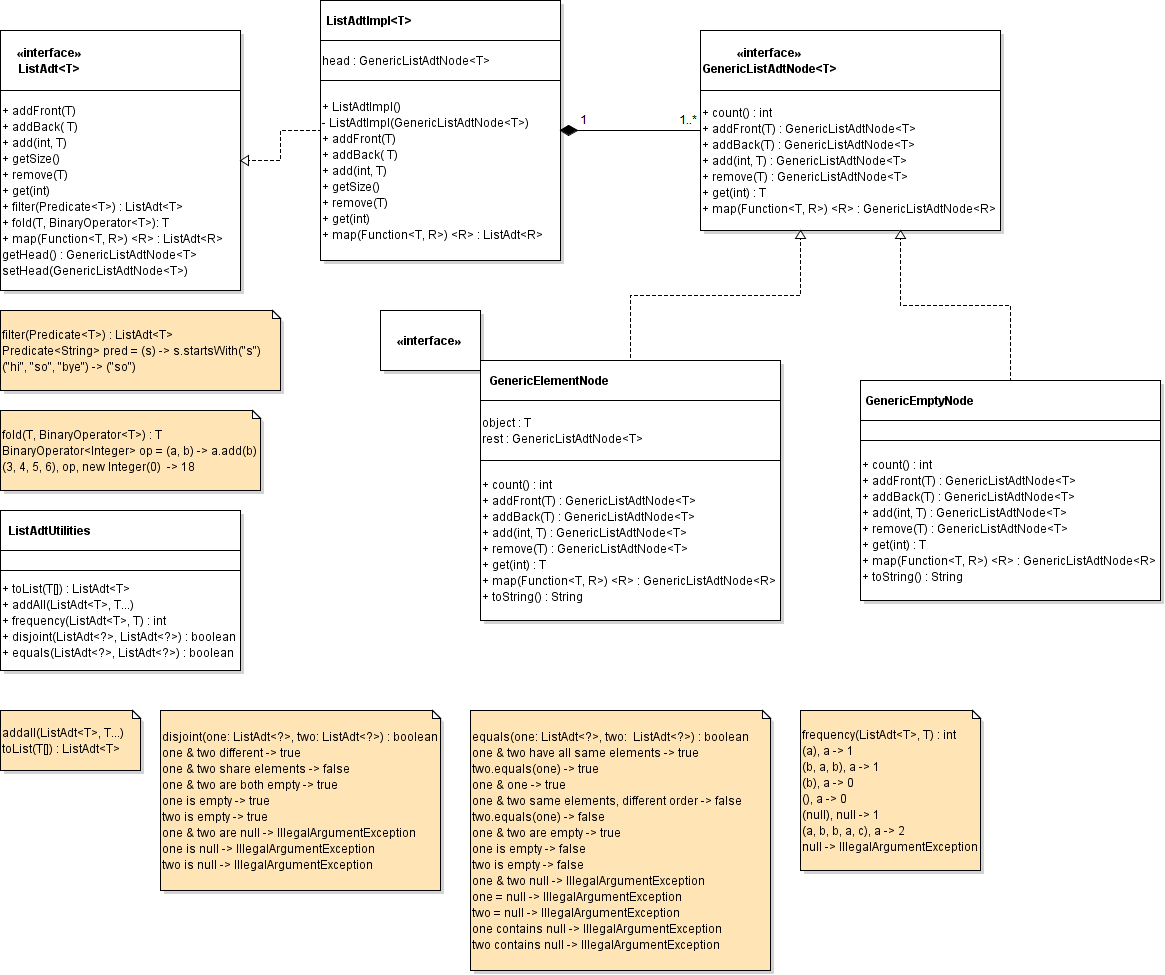 «interface»
ListAdt<T>
+ addFront(T)
+ addBack( T)
+ add(int, T)
+ getSize()
+ remove(T)
+ get(int)
+ filter(Predicate<T>) : ListAdt<T>
+ fold(T, BinaryOperator<T>): T
+ map(Function<T, R>) <R> : ListAdt<R>
getHead() : GenericListAdtNode<T>
setHead(GenericListAdtNode<T>)
ListAdtImpl<T>
head : GenericListAdtNode<T>
+ ListAdtImpl()
- ListAdtImpl(GenericListAdtNode<T>)
+ addFront(T)
+ addBack( T)
+ add(int, T)
+ getSize()
+ remove(T)
+ get(int)
+ map(Function<T, R>) <R> : ListAdt<R>
1
1..*
«interface»
GenericListAdtNode<T>
+ count() : int
+ addFront(T) : GenericListAdtNode<T>
+ addBack(T) : GenericListAdtNode<T>
+ add(int, T) : GenericListAdtNode<T>
+ remove(T) : GenericListAdtNode<T>
+ get(int) : T
+ map(Function<T, R>) <R> : GenericListAdtNode<R>
filter(Predicate<T>) : ListAdt<T>
Predicate<String> pred = (s) -> s.startsWith("s")
("hi", "so", "bye") -> ("so")
fold(T, BinaryOperator<T>) : T
BinaryOperator<Integer> op = (a, b) -> a.add(b)
(3, 4, 5, 6), op, new Integer(0) -> 18
«interface»
GenericElementNode
object : T
rest : GenericListAdtNode<T>
+ count() : int
+ addFront(T) : GenericListAdtNode<T>
+ addBack(T) : GenericListAdtNode<T>
+ add(int, T) : GenericListAdtNode<T>
+ remove(T) : GenericListAdtNode<T>
+ get(int) : T
+ map(Function<T, R>) <R> : GenericListAdtNode<R>
+ toString() : String
GenericEmptyNode
+ count() : int
+ addFront(T) : GenericListAdtNode<T>
+ addBack(T) : GenericListAdtNode<T>
+ add(int, T) : GenericListAdtNode<T>
+ remove(T) : GenericListAdtNode<T>
+ get(int) : T
+ map(Function<T, R>) <R> : GenericListAdtNode<R>
+ toString() : String
ListAdtUtilities
+ toList(T[]) : ListAdt<T>
+ addAll(ListAdt<T>, T...)
+ frequency(ListAdt<T>, T) : int
+ disjoint(ListAdt<?>, ListAdt<?>) : boolean
+ equals(ListAdt<?>, ListAdt<?>) : boolean
addall(ListAdt<T>, T...)
toList(T[]) : ListAdt<T>
disjoint(one: ListAdt<?>, two: ListAdt<?>) : boolean
one & two different -> true
one & two share elements -> false
one & two are both empty -> true
one is empty -> true
two is empty -> true
one & two are null -> IllegalArgumentException
one is null -> IllegalArgumentException
two is null -> IllegalArgumentException
equals(one: ListAdt<?>, two: ListAdt<?>) : boolean
one & two have all same elements -> true
two.equals(one) -> true
one & one -> true
one & two same elements, different order -> false
two.equals(one) -> false
one & two are empty -> true
one is empty -> false
two is empty -> false
one & two null -> IllegalArgumentException
one = null -> IllegalArgumentException
two = null -> IllegalArgumentException
one contains null -> IllegalArgumentException
two contains null -> IllegalArgumentException
frequency(ListAdt<T>, T) : int
(a), a -> 1
(b, a, b), a -> 1
(b), a -> 0
(), a -> 0
(null), null -> 1
(a, b, b, a, c), a -> 2
null -> IllegalArgumentException